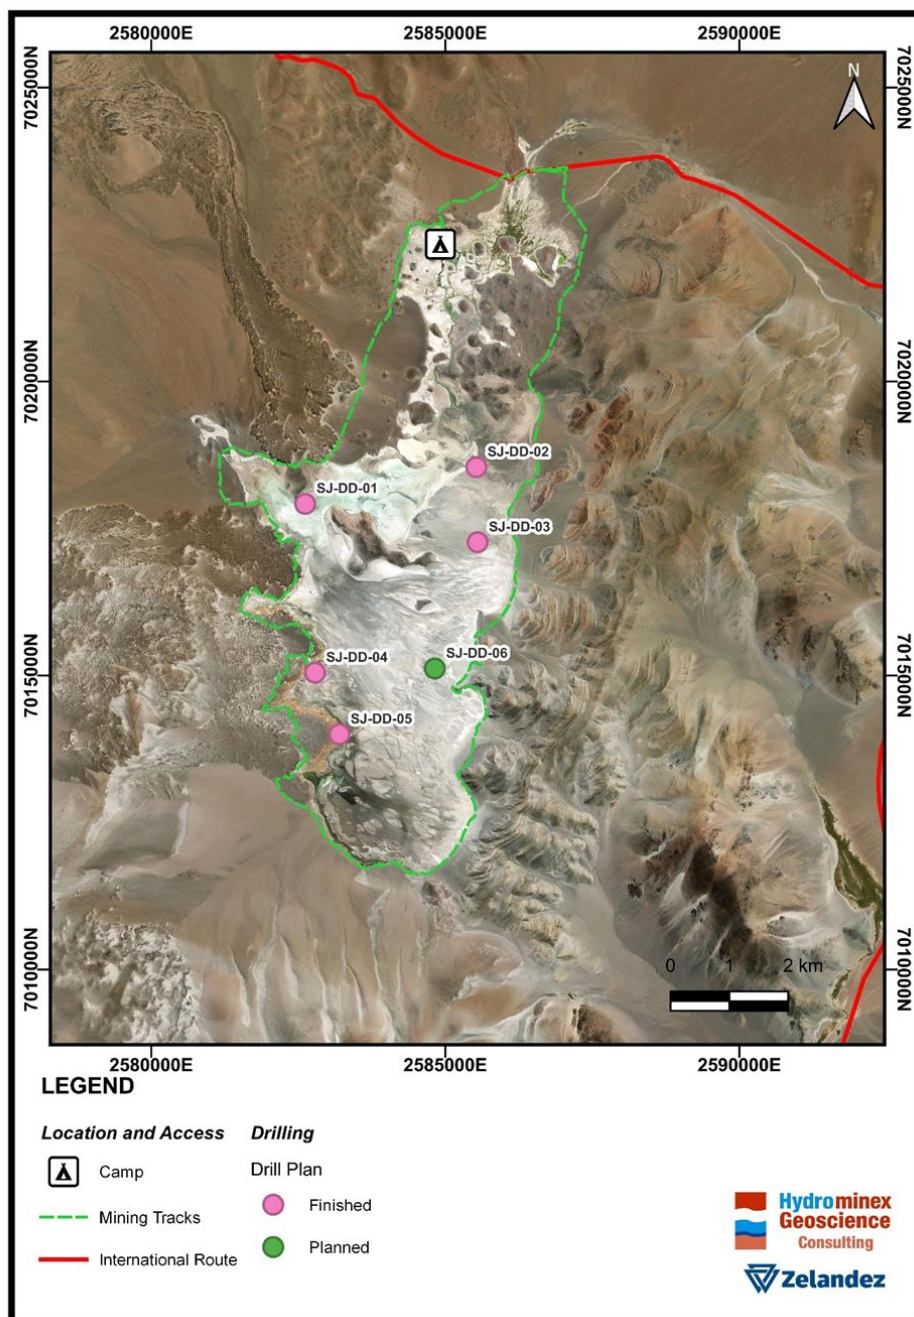 2580000E 2585000E 2590000E
7025000N 7025000N
N
7020000N 7020000N
SJ-DD-02
SJ-DD-01
SJ-DD-03
SJ-DD-04 SJ-DD-06
7015000N 7015000N
SJ-DD-05
0 1 2 km
7010000N 7010000N
2580000E 2585000E 2590000E
LEGEND
Location and Access Drilling
Camp
Drill Plan
Mining Tracks
Finished
International Route
Planned
Hydrominex
Geoscience
Consulting
Zelandez